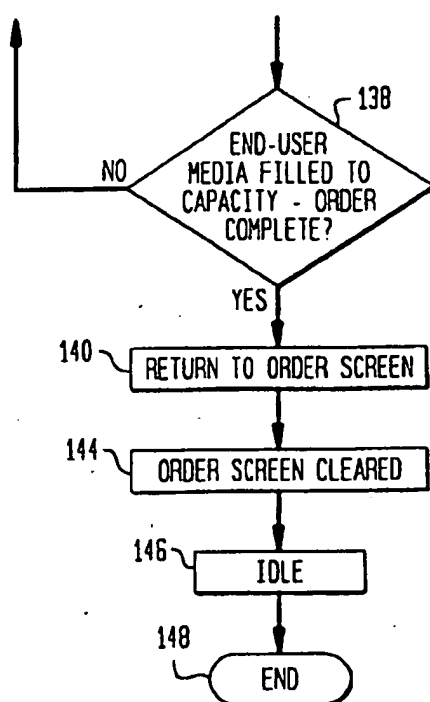 138
END-USER
MEDIA FILLED TO
CAPACITY - ORDER
COMPLETE?
NO
YES
140
RETURN TO ORDER SCREEN
144
ORDER SCREEN CLEARED
146
IDLE
148
END